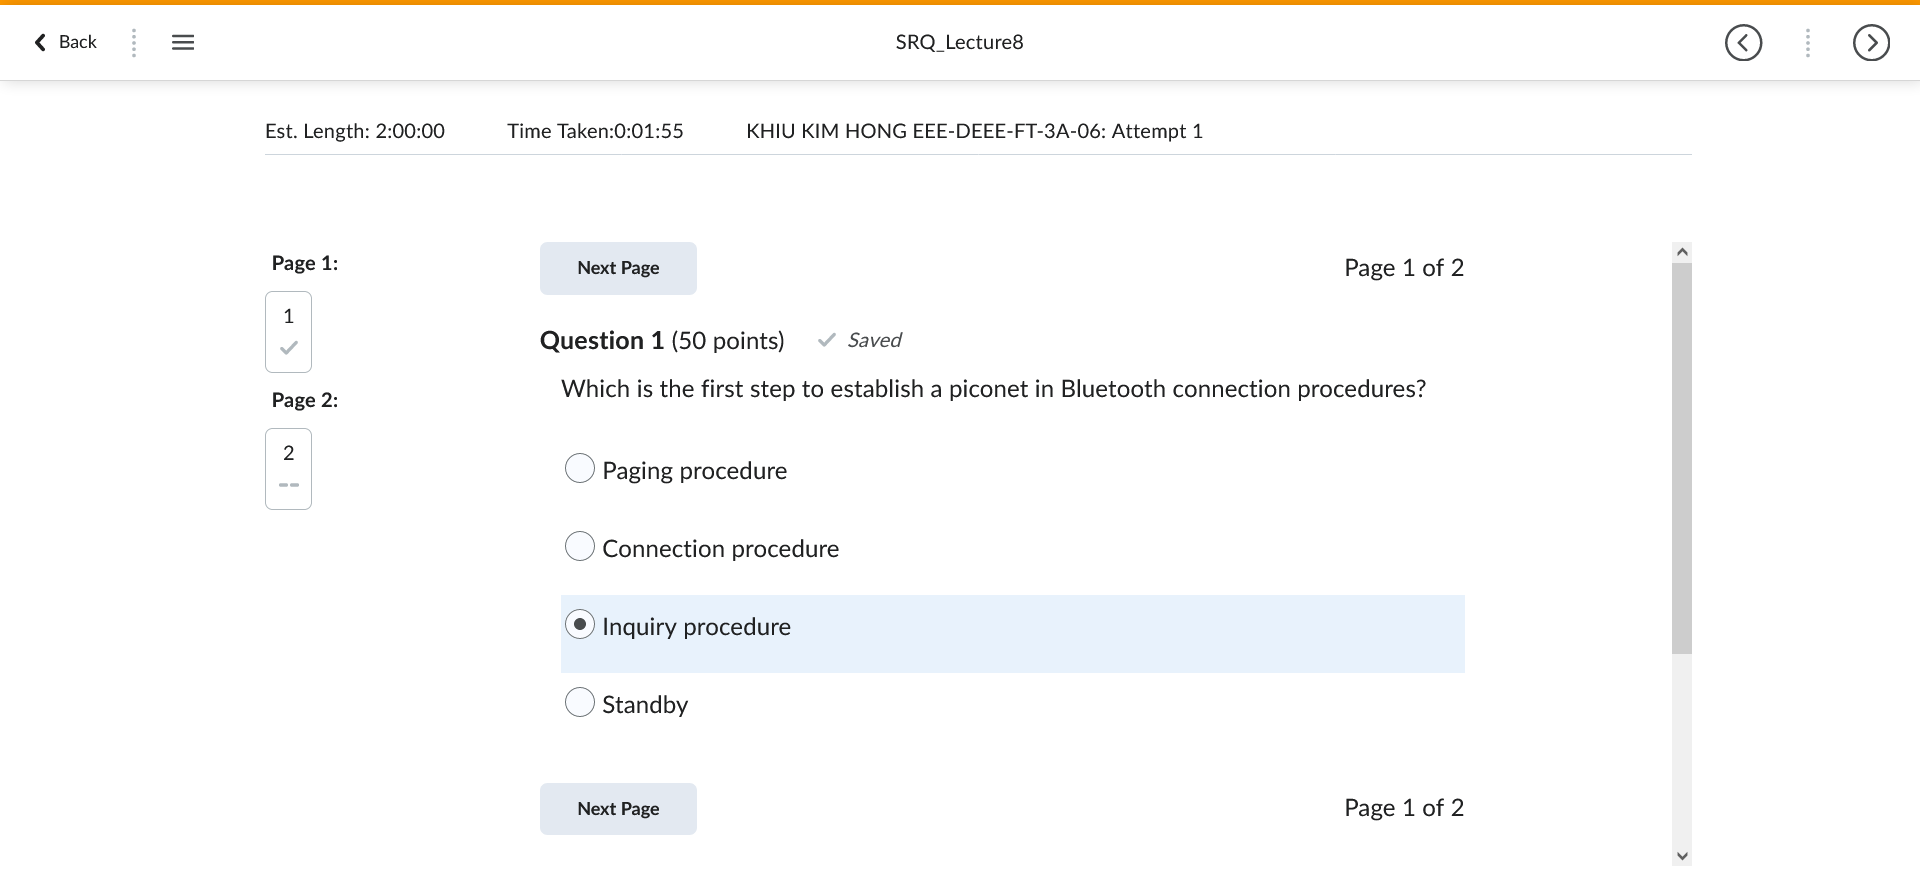 Back
SRQ_Lecture8
Est. Length: 2:00:00 Time Taken:0:01:55 KHIU KIM HONG EEE-DEEE-FT-3A-06: Attempt 1
Page 1:
1
Page 2:
2
--
Next Page
Page 1 of 2
Question 1 (50 points) Saved
Which is the first step to establish a piconet in Bluetooth connection procedures?
Paging procedure
Connection procedure
Inquiry procedure
Standby
Next Page
Page 1 of 2